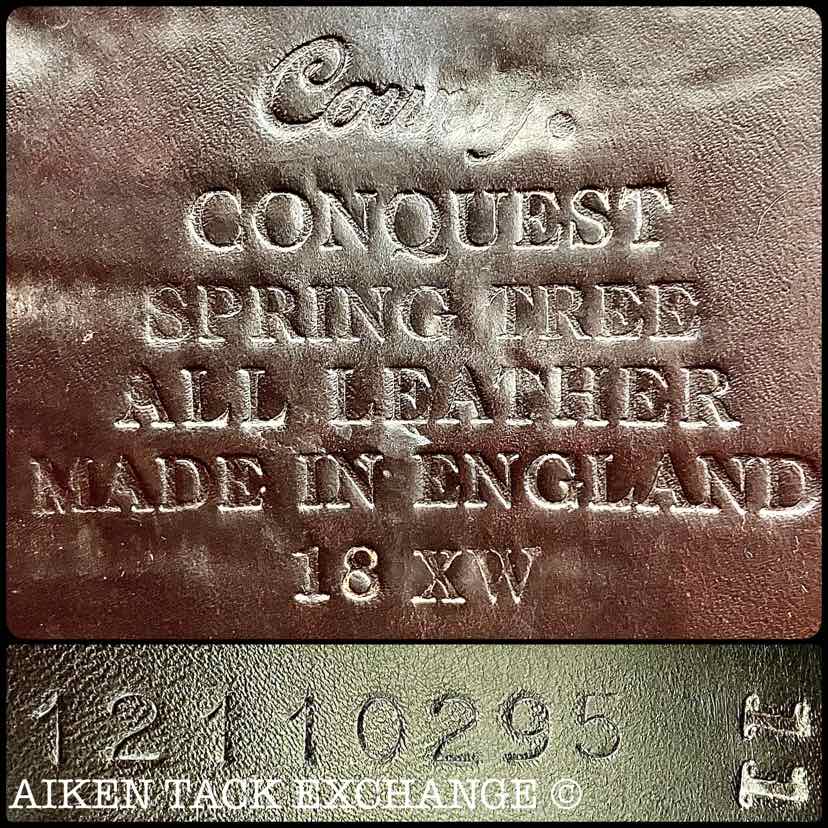 County.
CONQUEST
SPRING TREE
ALL LEATHER
MADE IN ENGLAND
18 XW
12110295
AIKEN TACK EXCHANGE ©